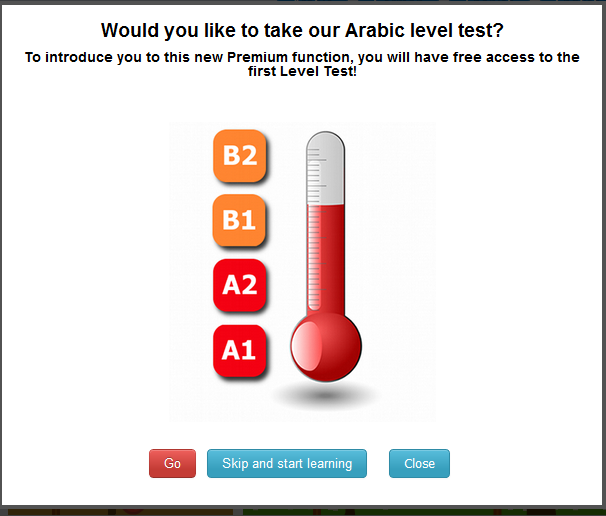 Would you like to take our Arabic level test?
To introduce you to this new Premium function, you will have free access to the
first Level Test!
B2
B1
A2
A1
Go
Skip and start learning
Close